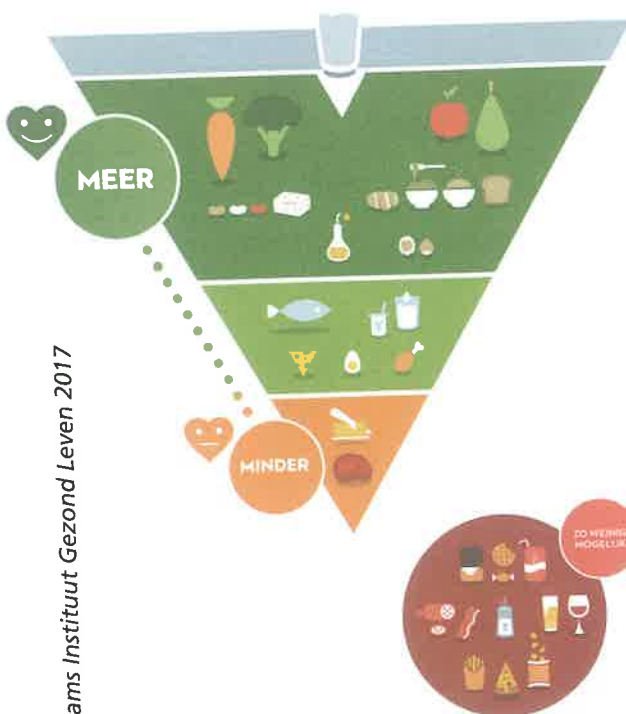 MEER
MINDER
ZO WEINIG
MOGELIJK
ams Instituut Gezond Leven 2017